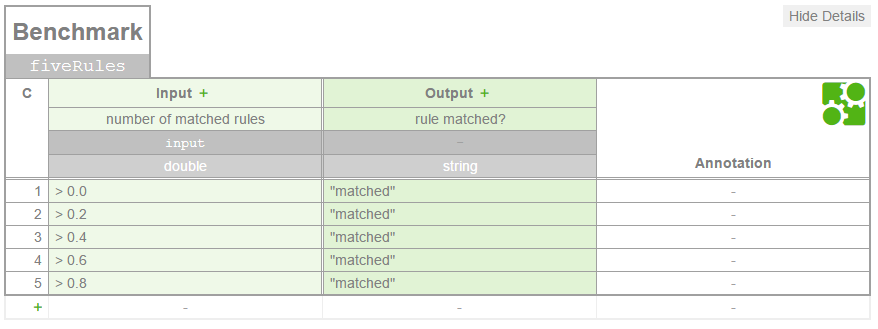 Hide Details
Benchmark
fiveRules
C Input + Output +
number of matched rules rule matched?
input -
double string Annotation
1 > 0.0 "matched" -
2 > 0.2 "matched" -
3 > 0.4 "matched" -
4 > 0.6 "matched" -
5 > 0.8 "matched" -
+ - - -